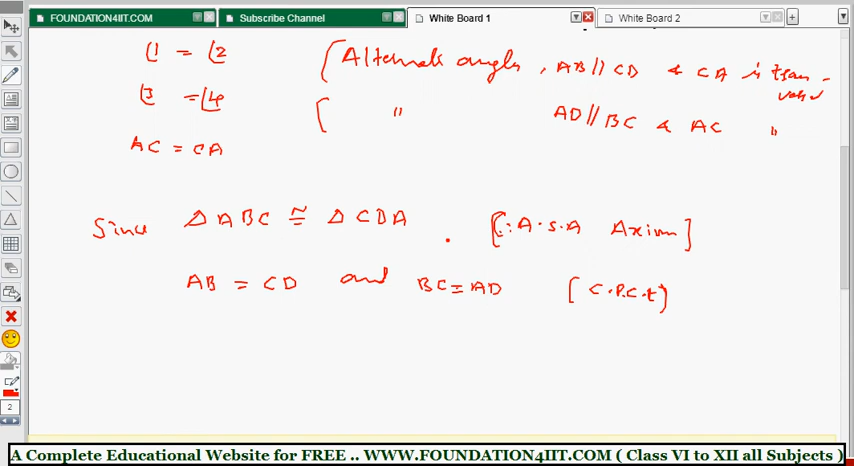 FOUNDATION4IIT.COM
Subscribe Channel
White Board 1
White Board 2
∠1 = ∠2 [Alternate angles, AB // CD & CA is trans-
versal
∠3 = ∠4 [ " AD // BC & AC "
AC = CA
Since Δ ABC ≅ Δ CDA . [∵ A.S.A Axiom]
AB = CD and BC = AD [C.P.C.t]
2
A Complete Educational Website for FREE .. WWW.FOUNDATION4IIT.COM ( Class VI to XII all Subjects )